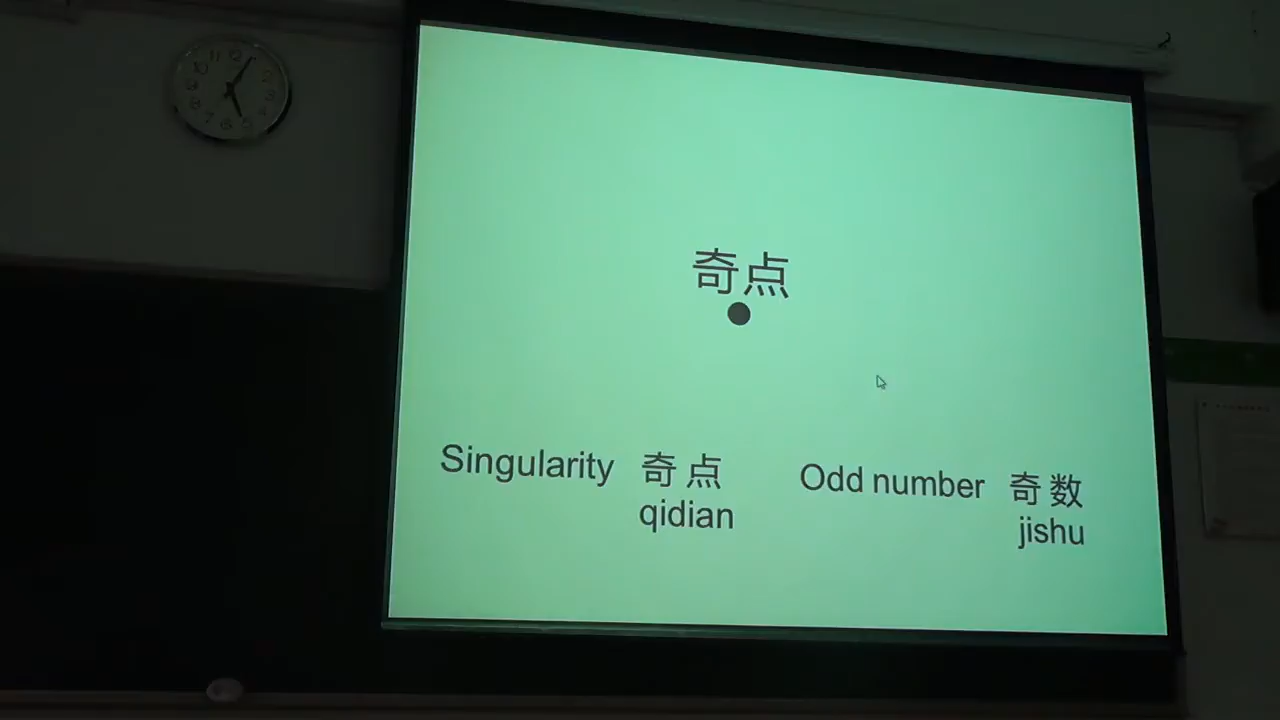 奇点
Singularity 奇点
qidian
Odd number 奇数
jishu